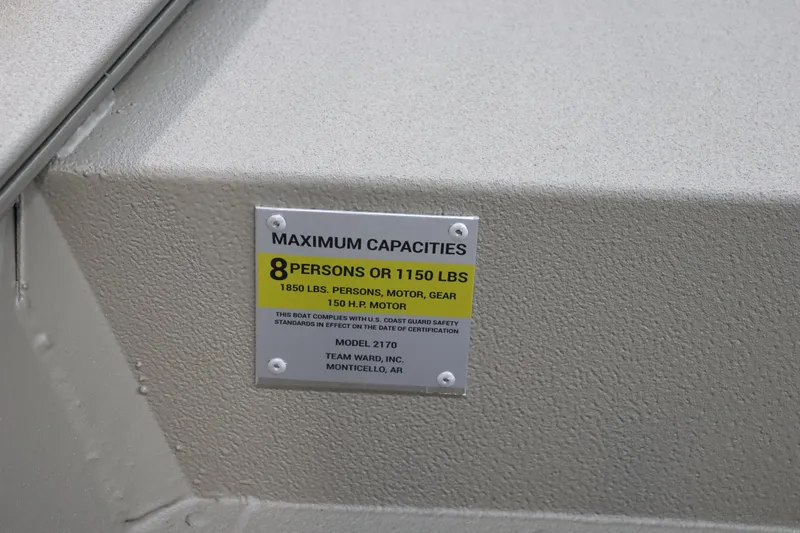 MAXIMUM CAPACITIES
8 PERSONS OR 1150 LBS
1850 LBS. PERSONS, MOTOR, GEAR
150 H.P. MOTOR
THIS BOAT COMPLIES WITH U.S. COAST GUARD SAFETY
STANDARDS IN EFFECT ON THE DATE OF CERTIFICATION
MODEL 2170
TEAM WARD, INC.
MONTICELLO, AR